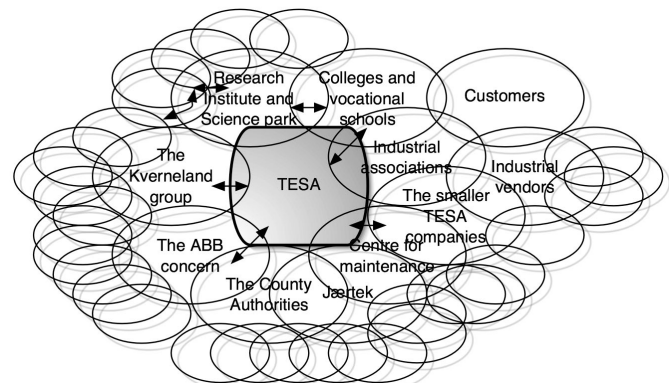 Research
Institute and
Science park
Colleges and
vocational
schools
Customers
Industrial
associations
Industrial
vendors
The
Kverneland
group
TESA
The smaller
TESA
companies
The ABB
concern
Centre for
maintenance
The County
Authorities
Jærtek